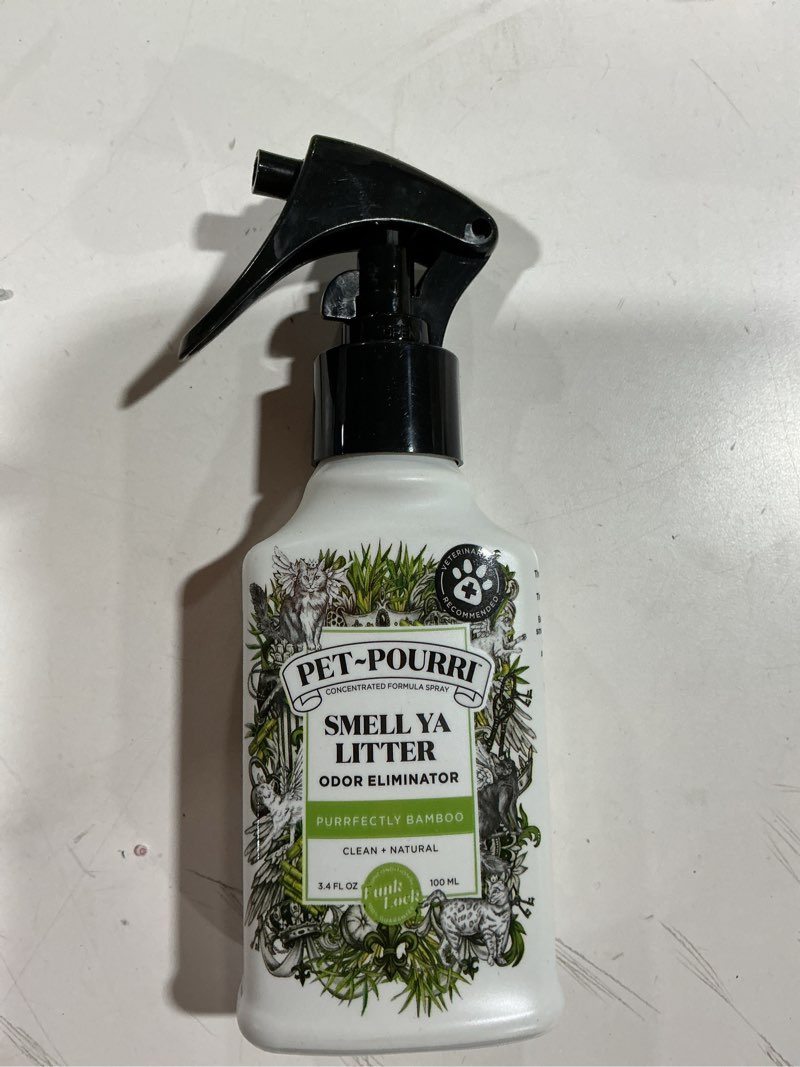 VETERINARIAN
RECOMMENDED
PET~POURRI
CONCENTRATED FORMULA SPRAY
SMELL YA
LITTER
ODOR ELIMINATOR
PURRFECTLY BAMBOO
CLEAN + NATURAL
3.4 FL OZ
100 ML
Funk
Lock